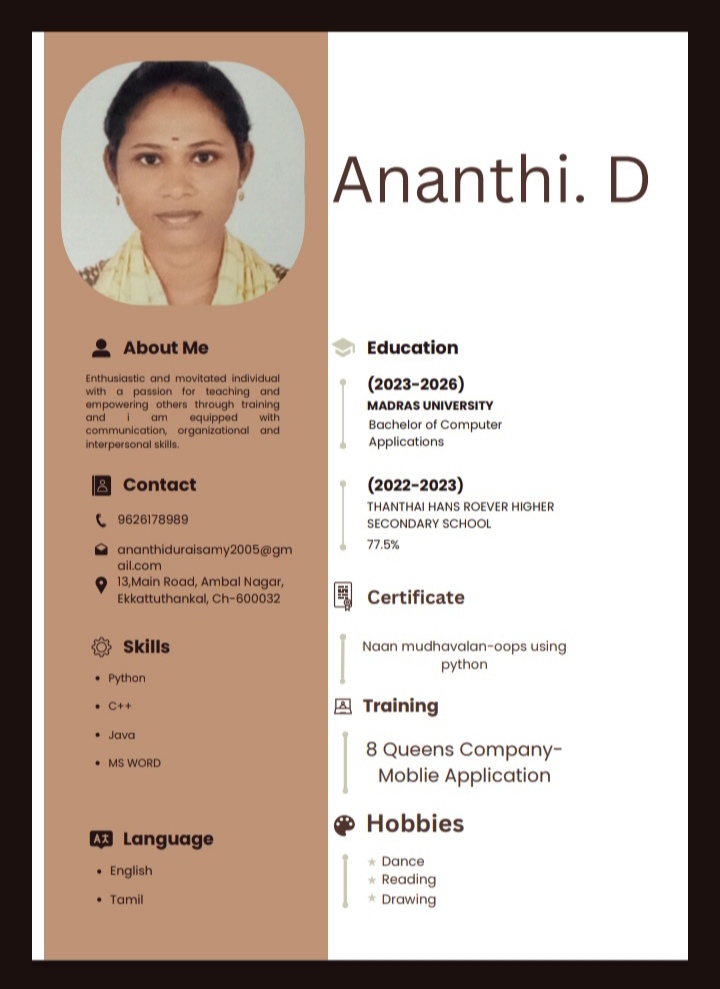 Ananthi. D
About Me
Enthusiastic and movitated individual
with a passion for teaching and
empowering others through training
and i am equipped with
communication, organizational and
interpersonal skills.
Contact
9626178989
ananthiduraisamy2005@gm
ail.com
13,Main Road, Ambal Nagar,
Ekkattuthankal, Ch-600032
Skills
• Python
• C++
• Java
• MS WORD
Language
• English
• Tamil
Education
(2023-2026)
MADRAS UNIVERSITY
Bachelor of Computer
Applications
(2022-2023)
THANTHAI HANS ROEVER HIGHER
SECONDARY SCHOOL
77.5%
Certificate
Naan mudhavalan-oops using
python
Training
8 Queens Company-
Moblie Application
Hobbies
★ Dance
★ Reading
★ Drawing